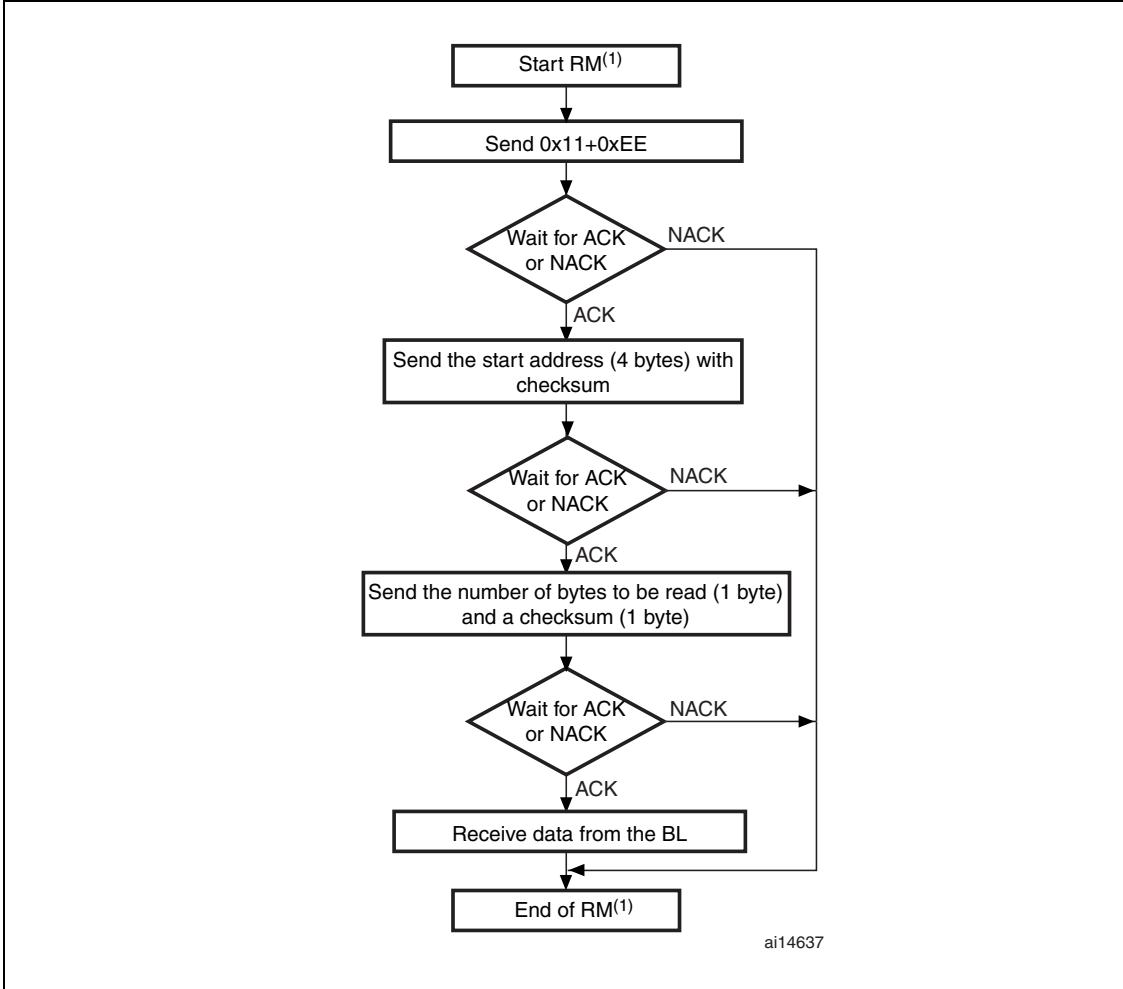 Start RM(1)
Send 0x11+0xEE
Wait for ACK
or NACK
NACK
ACK
Send the start address (4 bytes) with
checksum
Wait for ACK
or NACK
NACK
ACK
Send the number of bytes to be read (1 byte)
and a checksum (1 byte)
Wait for ACK
or NACK
NACK
ACK
Receive data from the BL
End of RM(1)
ai14637